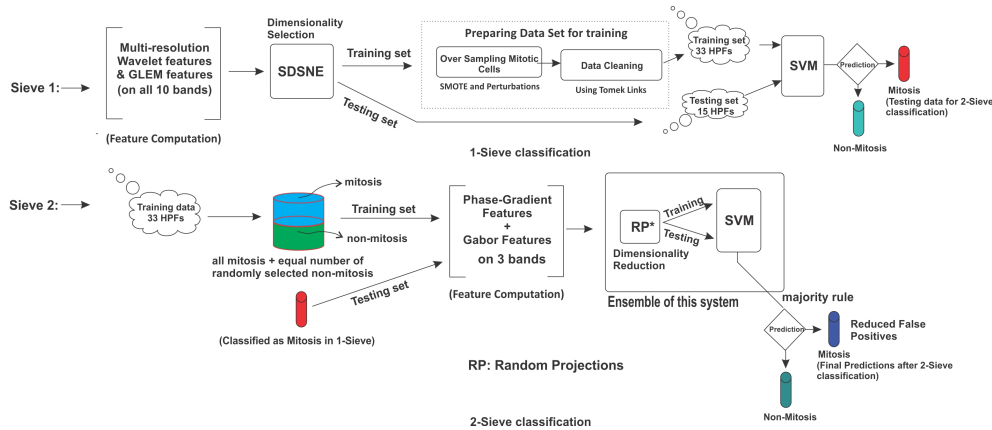 Sieve 1:
Multi-resolution
Wavelet features
& GLEM features
(on all 10 bands)
(Feature Computation)
Dimensionality
Selection
SDSNE
Training set
Testing set
Preparing Data Set for training
Over Sampling Mitotic
Cells
SMOTE and Perturbations
Data Cleaning
Using Tomek Links
Training set
33 HPFs
Testing set
15 HPFs
SVM
Prediction
Mitosis
(Testing data for 2-Sieve
classification)
Non-Mitosis
1-Sieve classification
Sieve 2:
Training data
33 HPFs
mitosis
non-mitosis
all mitosis + equal number of
randomly selected non-mitosis
Training set
Testing set
(Classified as Mitosis in 1-Sieve)
Phase-Gradient
Features
+
Gabor Features
on 3 bands
(Feature Computation)
RP*
Dimensionality
Reduction
Training
Testing
SVM
Ensemble of this system
majority rule
Prediction
Reduced False
Positives
Mitosis
(Final Predictions after 2-Sieve
classification)
Non-Mitosis
RP: Random Projections
2-Sieve classification